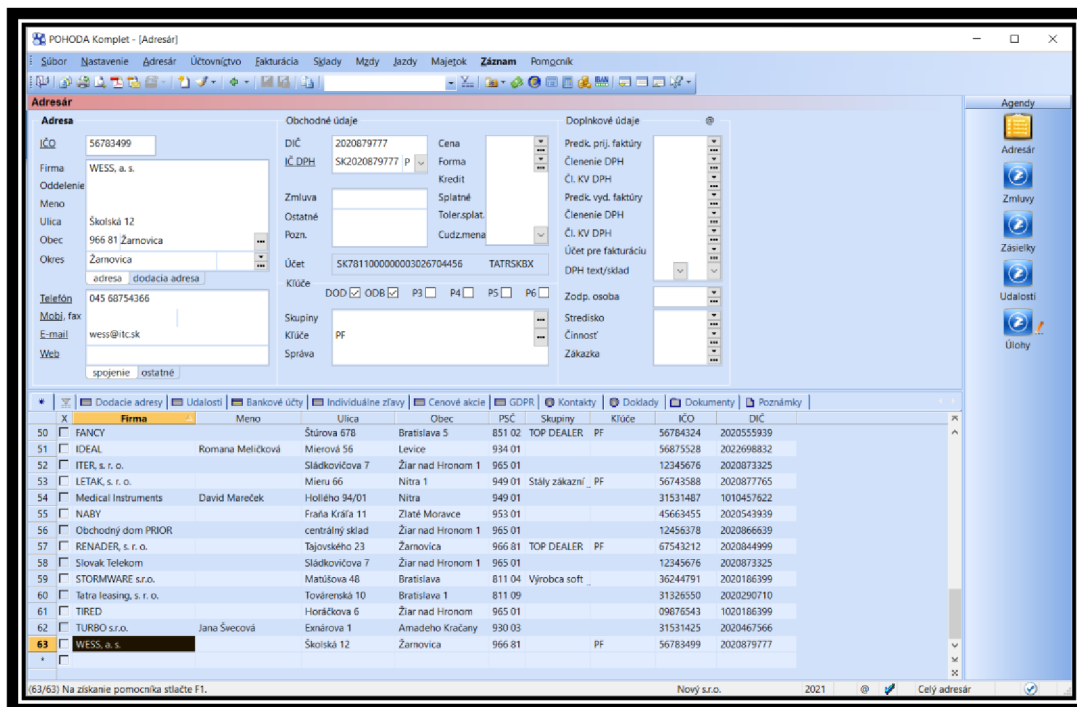 POHODA Komplet - [Adresár]
Súbor Nastavenie Adresár Účtovníctvo Fakturácia Sklady Mzdy Jazdy Majetok Záznam Pomocník
IBAN
Adresár
Agendy
Adresa Obchodné údaje Doplnkové údaje @
IČO 56783499 DIČ 2020879777 Cena Predk. prij. faktúry
IČ DPH SK2020879777 P Forma Členenie DPH
Firma WESS, a. s. Kredit Čl. KV DPH
Oddelenie Zmluva Splatné Predk. vyd. faktúry
Meno Ostatné Toler.splat. Členenie DPH
Ulica Školská 12 Čl. KV DPH
Obec 966 81 Žarnovica Pozn. Cudz.mena Účet pre fakturáciu
Okres Žarnovica Účet SK7811000000003026704456 TATRSKBX DPH text/sklad
adresa dodacia adresa Kľúče
Telefón 045 68754366 DOD ODB P3 P4 P5 P6 Zodp. osoba
Mobil, fax Skupiny Stredisko
E-mail wess@itc.sk Kľúče PF Činnosť
Web Správa Zákazka
spojenie ostatné
Adresár
Zmluvy
Zásielky
Udalosti
Úlohy
* Dodacie adresy Udalosti Bankové účty Individuálne zľavy Cenové akcie GDPR Kontakty Doklady Dokumenty Poznámky
X Firma Meno Ulica Obec PSČ Skupiny Kľúče IČO DIČ
50 FANCY Štúrova 678 Bratislava 5 851 02 TOP DEALER PF 56784324 2020555939
51 IDEAL Romana Melíčková Mierová 56 Levice 934 01 56875528 2022698832
52 ITER, s. r. o. Sládkovičova 7 Žiar nad Hronom 1 965 01 12345676 2020873325
53 LETAK, s. r. o. Mieru 66 Nitra 1 949 01 Stály zákazní _ PF 56743588 2020877765
54 Medical Instruments David Mareček Hollého 94/01 Nitra 949 01 31531487 1010457622
55 NABY Fraňa Kráľa 11 Zlaté Moravce 953 01 45663455 2020543939
56 Obchodný dom PRIOR centrálný sklad Žiar nad Hronom 1 965 01 12456378 2020866639
57 RENADER, s. r. o. Tajovského 23 Žarnovica 966 81 TOP DEALER PF 67543212 2020844999
58 Slovak Telekom Sládkovičova 7 Žiar nad Hronom 1 965 01 12345676 2020873325
59 STORMWARE s.r.o. Matúšova 48 Bratislava 811 04 Výrobca soft _ 36244791 2020186399
60 Tatra leasing, s. r. o. Továrenská 10 Bratislava 1 811 09 31326550 2020290710
61 TIRED Horáčkova 6 Žiar nad Hronom 965 01 09876543 1020186399
62 TURBO s.r.o. Jana Švecová Exnárova 1 Amadeho Kračany 930 03 31531425 2020467566
63 WESS, a. s. Školská 12 Žarnovica 966 81 PF 56783499 2020879777
*
(63/63) Na získanie pomocníka stlačte F1. Nový s.r.o. 2021 @ Celý adresár